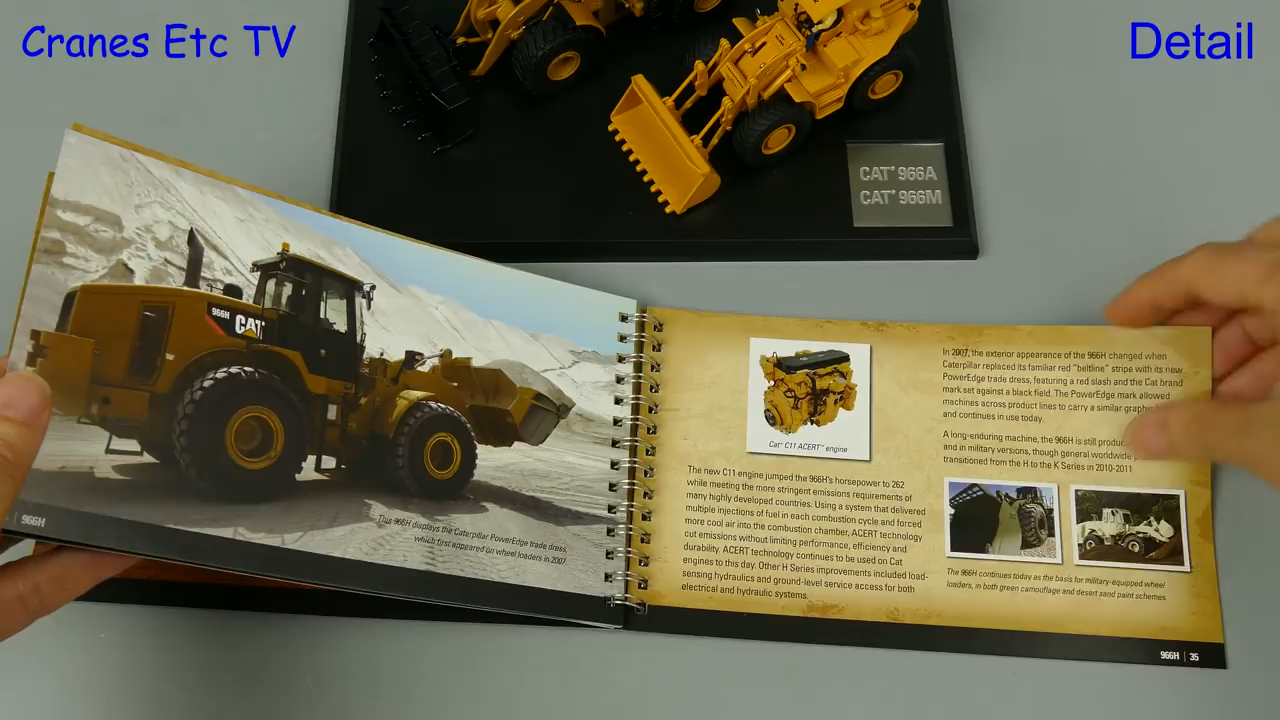 Cranes Etc TV
Detail
CAT 966A
CAT 966M
966H
CAT
This 966H displays the Caterpillar PowerEdge trade dress,
which first appeared on wheel loaders in 2007.
966H
Cat® C11 ACERT™ engine
The new C11 engine jumped the 966H's horsepower to 262
while meeting the more stringent emissions requirements of
many highly developed countries. Using a system that delivered
multiple injections of fuel in each combustion cycle and forced
more cool air into the combustion chamber, ACERT technology
cut emissions without limiting performance, efficiency and
durability. ACERT technology continues to be used on Cat
engines to this day. Other H Series improvements included load-
sensing hydraulics and ground-level service access for both
electrical and hydraulic systems.
In 2007, the exterior appearance of the 966H changed when
Caterpillar replaced its familiar red "beltline" stripe with its new
PowerEdge trade dress, featuring a red slash and the Cat brand
mark set against a black field. The PowerEdge mark allowed
machines across product lines to carry a similar
and continues in use today.
A long-enduring machine, the 966H is still
and in military versions, though general worldwide
transitioned from the H to the K Series in 2010-2011
The 966H continues today as the basis for military-equipped wheel
loaders, in both green camouflage and desert sand paint schemes.
966H | 35